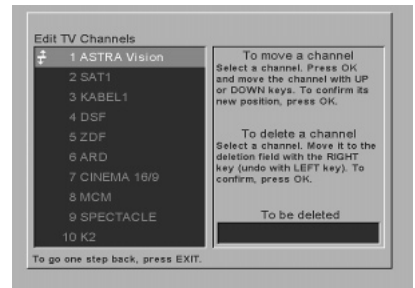 Edit TV Channels
1 ASTRA Vision
2 SAT1
3 KABEL1
4 DSF
5 ZDF
6 ARD
7 CINEMA 16/9
8 MCM
9 SPECTACLE
10 K2
To move a channel
Select a channel. Press OK
and move the channel with UP
or DOWN keys. To confirm its
new position, press OK.
To delete a channel
Select a channel. Move it to the
deletion field with the RIGHT
key (undo with LEFT key). To
confirm, press OK.
To be deleted
To go one step back, press EXIT.